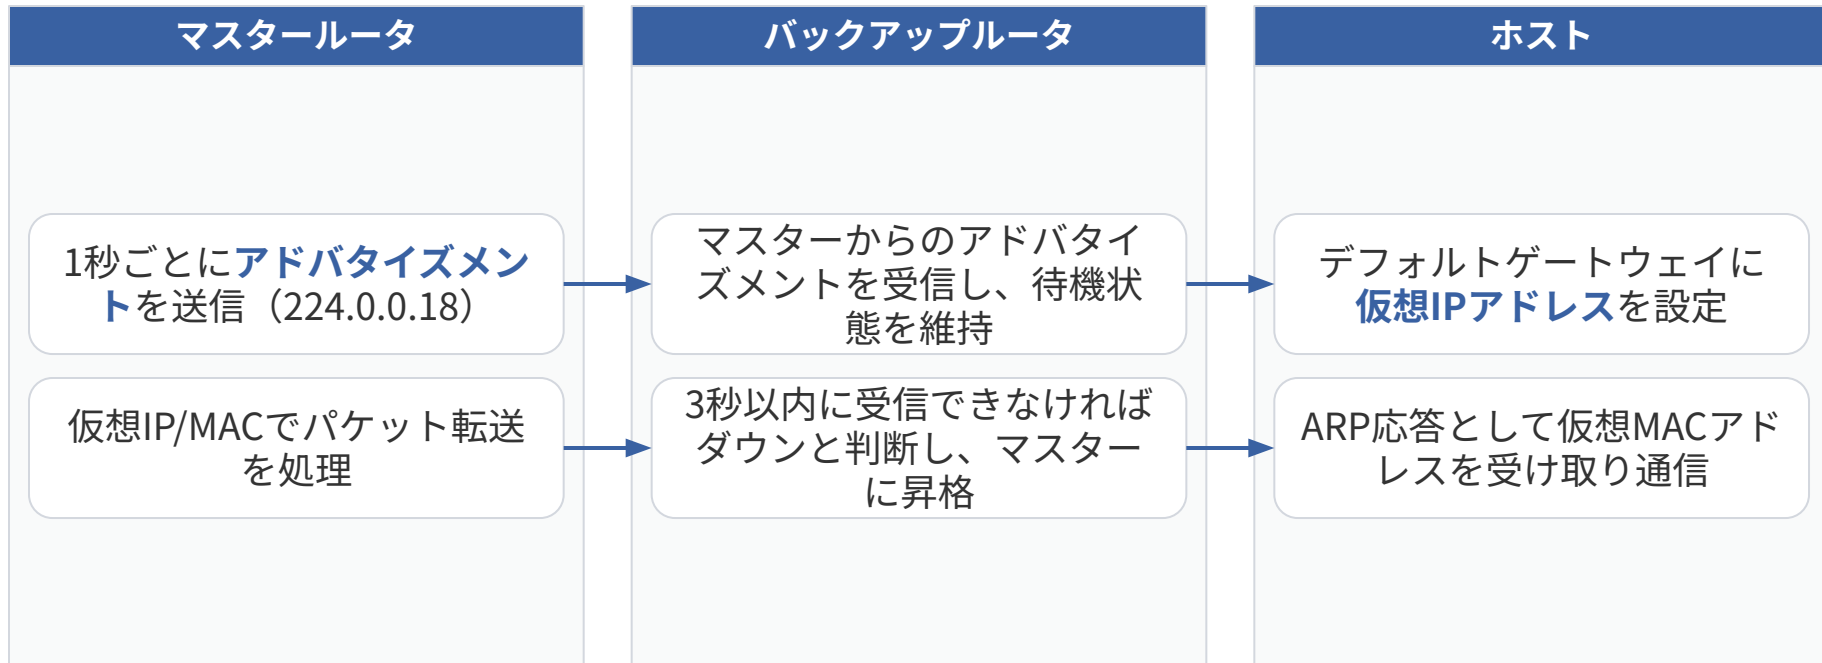 マスタールータ
1秒ごとにアドバタイズメン
トを送信（224.0.0.18）
仮想IP/MACでパケット転送
を処理
バックアップルータ
マスターからのアドバタイ
ズメントを受信し、待機状
態を維持
3秒以内に受信できなければ
ダウンと判断し、マスター
に昇格
ホスト
デフォルトゲートウェイに
仮想IPアドレスを設定
ARP応答として仮想MACアド
レスを受け取り通信